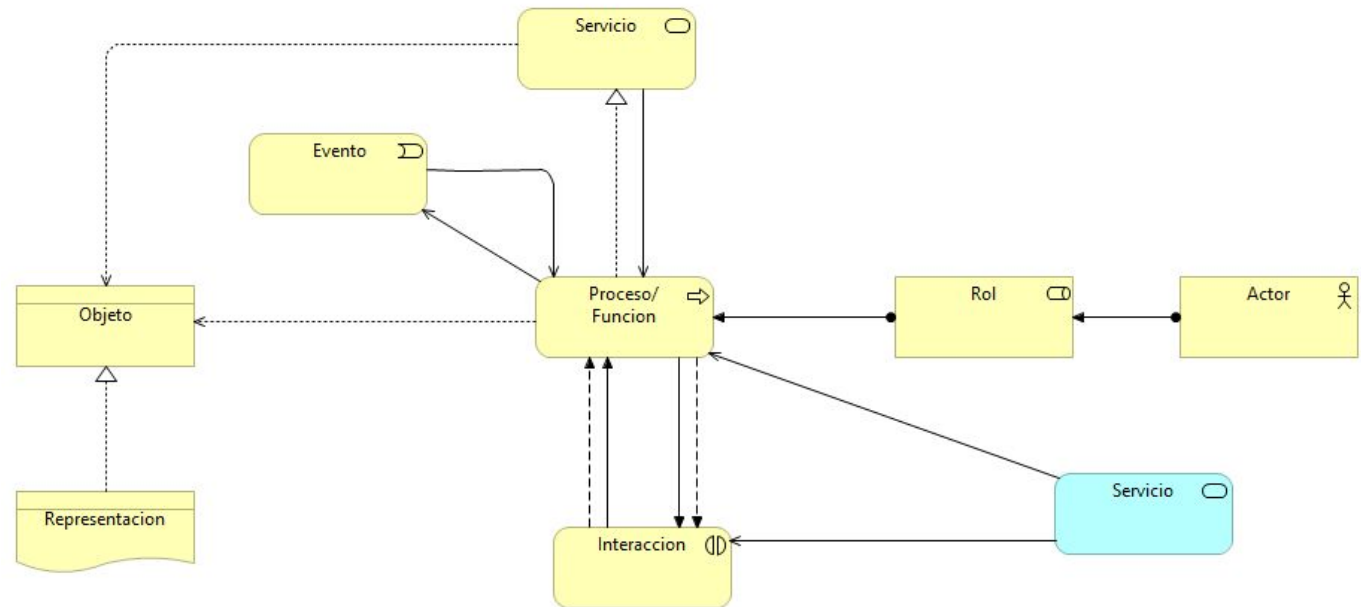 Servicio
Evento
Objeto
Proceso/
Funcion
Rol
Actor
Representacion
Interaccion
Servicio